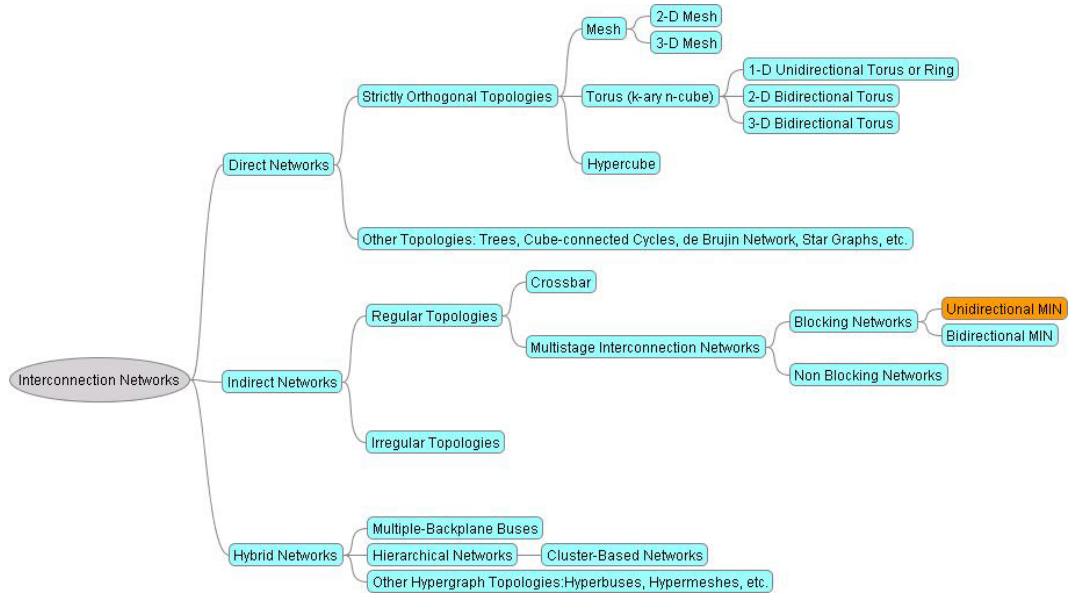 2-D Mesh
Mesh
3-D Mesh
1-D Unidirectional Torus or Ring
Strictly Orthogonal Topologies
Torus (k-ary n-cube)
2-D Bidirectional Torus
3-D Bidirectional Torus
Direct Networks
Hypercube
Other Topologies: Trees, Cube-connected Cycles, de Brujin Network, Star Graphs, etc.
Crossbar
Regular Topologies
Unidirectional MIN
Blocking Networks
Bidirectional MIN
Multistage Interconnection Networks
Non Blocking Networks
Interconnection Networks
Indirect Networks
Irregular Topologies
Multiple-Backplane Buses
Hybrid Networks
Hierarchical Networks
Cluster-Based Networks
Other Hypergraph Topologies:Hyperbuses, Hypermeshes, etc.